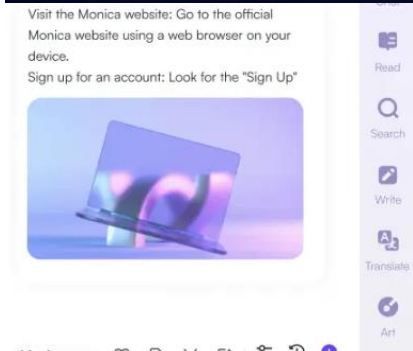 Visit the Monica website: Go to the official
Monica website using a web browser on your
device.
Sign up for an account: Look for the "Sign Up"
Read
Search
Write
Translate
Art